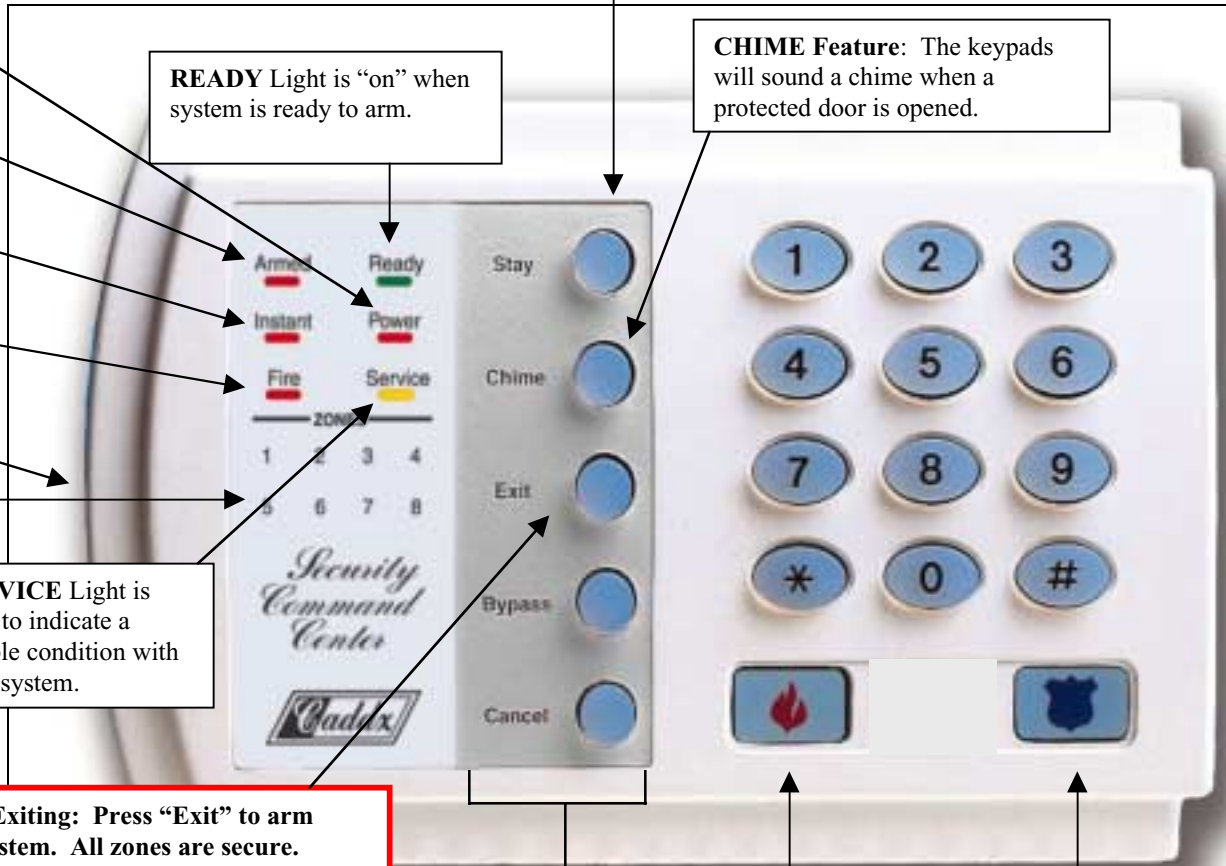 CHIME Feature: The keypads
will sound a chime when a
protected door is opened.
READY Light is “on” when
system is ready to arm.
Armed Ready
Instant Power
Fire Service
ZONES
1 2 3 4
5 6 7 8
Security
Command
Center
Caddx
Stay
Chime
Exit
Bypass
Cancel
1 2 3
4 5 6
7 8 9
* 0 #
VICE Light is
to indicate a
le condition with
system.
Exiting: Press “Exit” to arm
stem. All zones are secure.